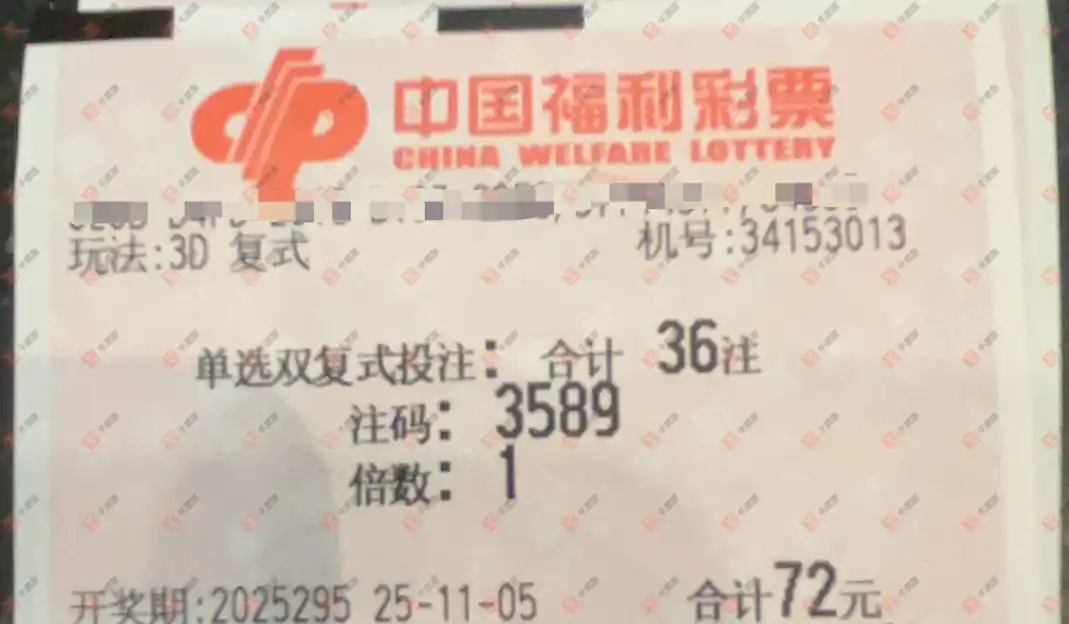 中国福利彩票
CHINA WELFARE LOTTERY
玩法:3D 复式 机号:34153013
单选双复式投注: 合计 36注
注码: 3589
倍数: 1
开奖期:2025295 25-11-05 合计72元